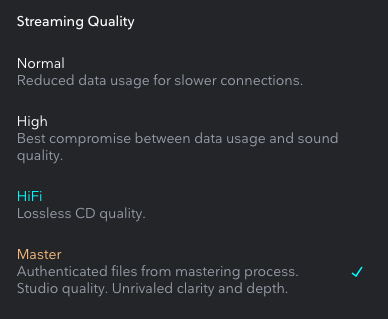 Streaming Quality
Normal
Reduced data usage for slower connections.
High
Best compromise between data usage and sound
quality.
HiFi
Lossless CD quality.
Master
Authenticated files from mastering process.
Studio quality. Unrivaled clarity and depth.